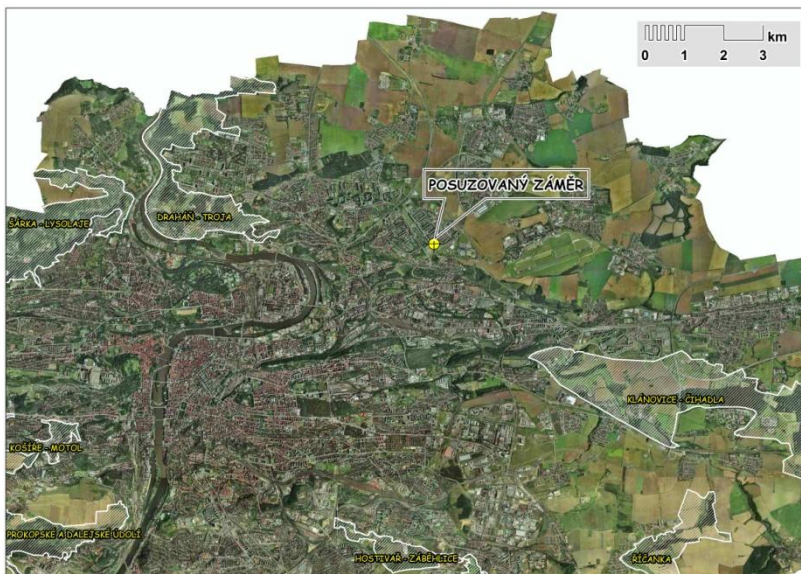 km
0 1 2 3
POSUZOVANÝ ZÁMĚR
DRAHÁŇ - TROJA
ŠÁRKA - LYSOLAJE
KLÁNOVICE - ČIHADLA
KOŠÍŘE - MOTOL
PROKOPSKÉ A DALEJSKÉ ÚDOLÍ
HOSTIVAŘ - ZÁBĚHLICE
ŘÍČANKA